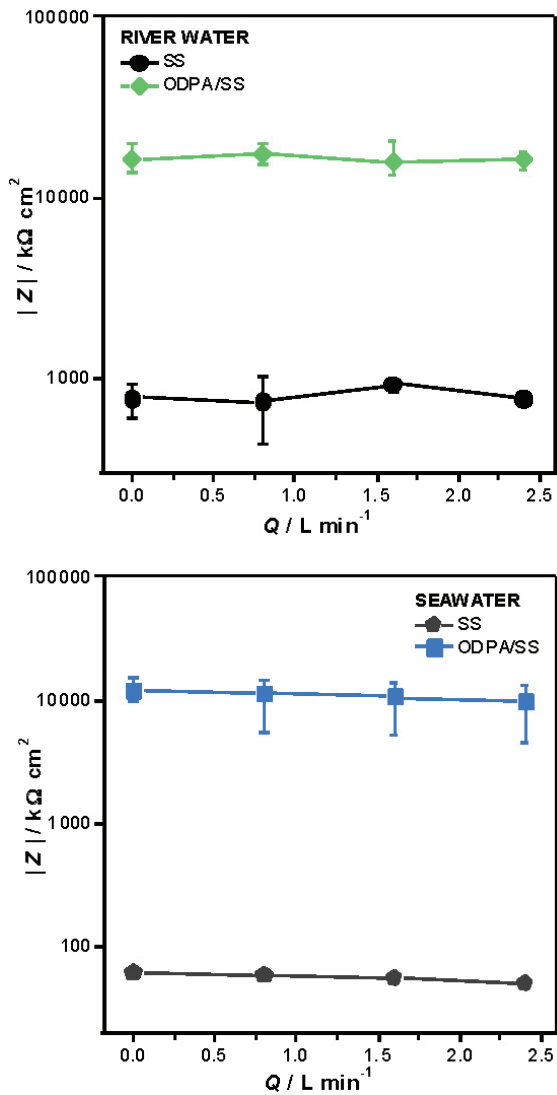 100000
RIVER WATER
SS
ODPA/SS
10000
| Z | / kΩ cm2
1000
0.0 0.5 1.0 1.5 2.0 2.5
Q / L min-1
100000
SEAWATER
SS
ODPA/SS
10000
| Z | / kΩ cm2
1000
100
0.0 0.5 1.0 1.5 2.0 2.5
Q / L min-1